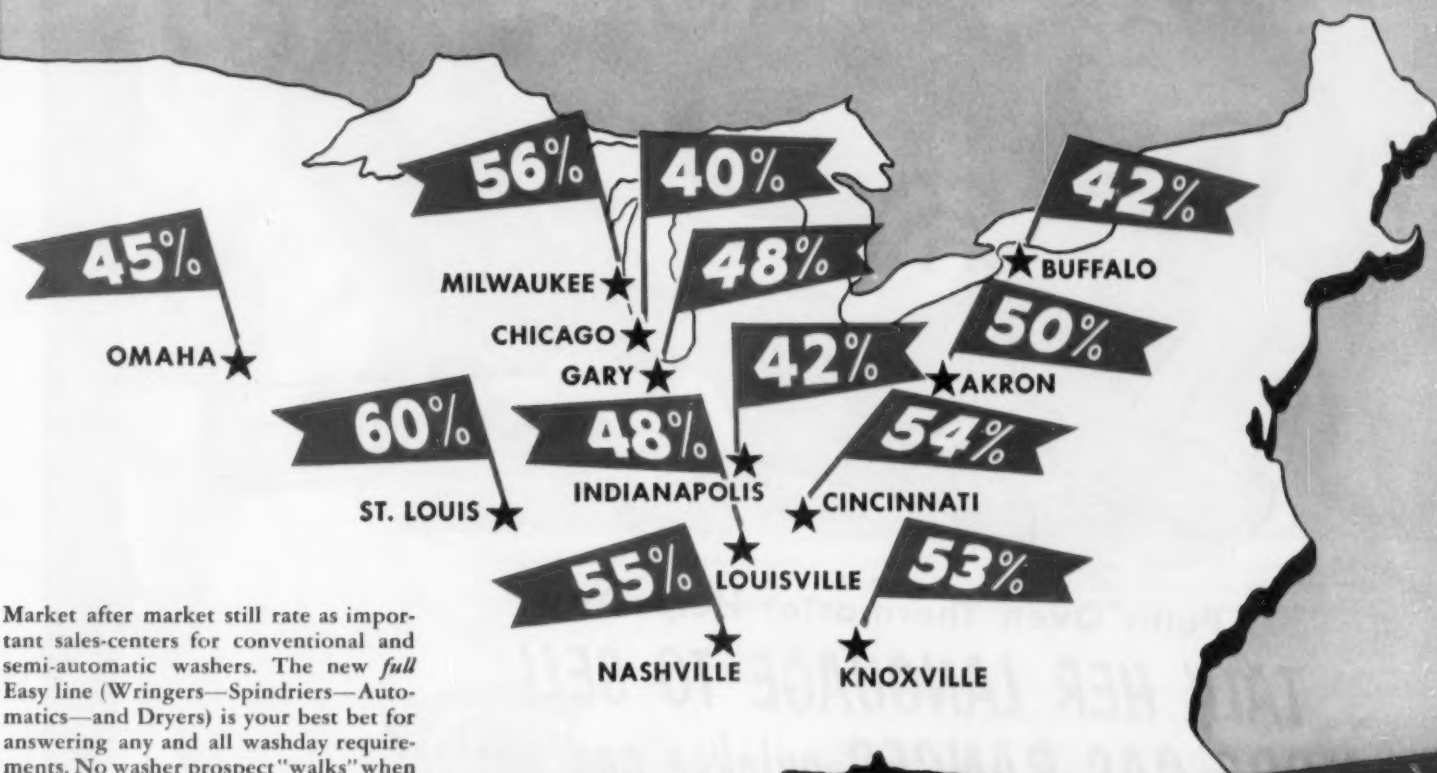 56%
40%
42%
45%
48%
MILWAUKEE
BUFFALO
CHICAGO
50%
OMAHA
42%
GARY
AKRON
60%
48%
54%
INDIANAPOLIS
ST. LOUIS
CINCINNATI
55%
LOUISVILLE
53%
NASHVILLE
KNOXVILLE
Market after market still rate as impor-
tant sales-centers for conventional and
semi-automatic washers. The new full
Easy line (Wringers—Spindriers—Auto-
matics—and Dryers) is your best bet for
answering any and all washday require-
ments. No washer prospect "walks" when